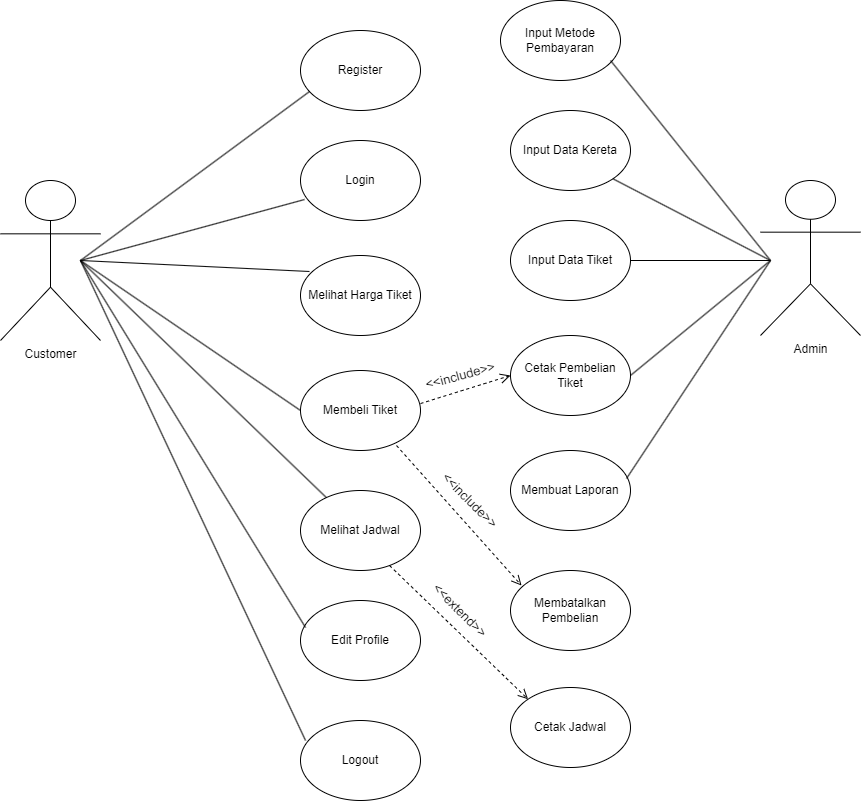 Input Metode
Pembayaran
Register
Input Data Kereta
Login
Input Data Tiket
Melihat Harga Tiket
Customer
Admin
<<include>>
Cetak Pembelian
Tiket
Membeli Tiket
<<include>>
Membuat Laporan
Melihat Jadwal
<<extend>>
Membatalkan
Pembelian
Edit Profile
Cetak Jadwal
Logout